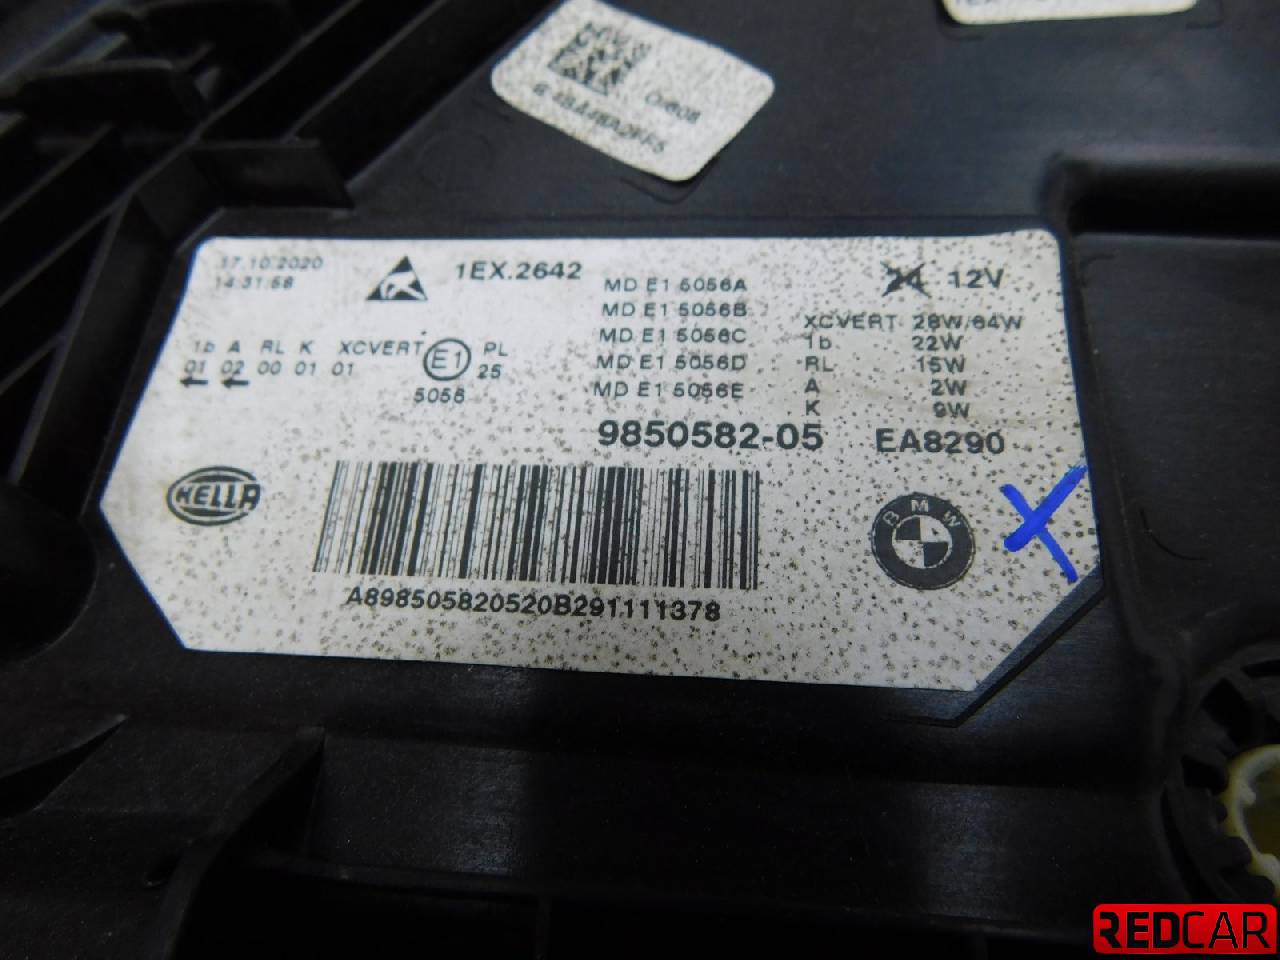 17.10.2020
14:31:58
1EX.2642
MD E1 5056A
MD E1 5056B
MD E1 5056C
MD E1 5056D
MD E1 5056E
24 12V
XCVERT 28W/64W
1b 22W
RL 15W
A 2W
K 9W
1b A RL K XCVERT E1 PL
01 02 00 01 01 25
5056
9850582-05 EA8290
HELLA
BMW
A898505820520B291111378
X
REDCAR